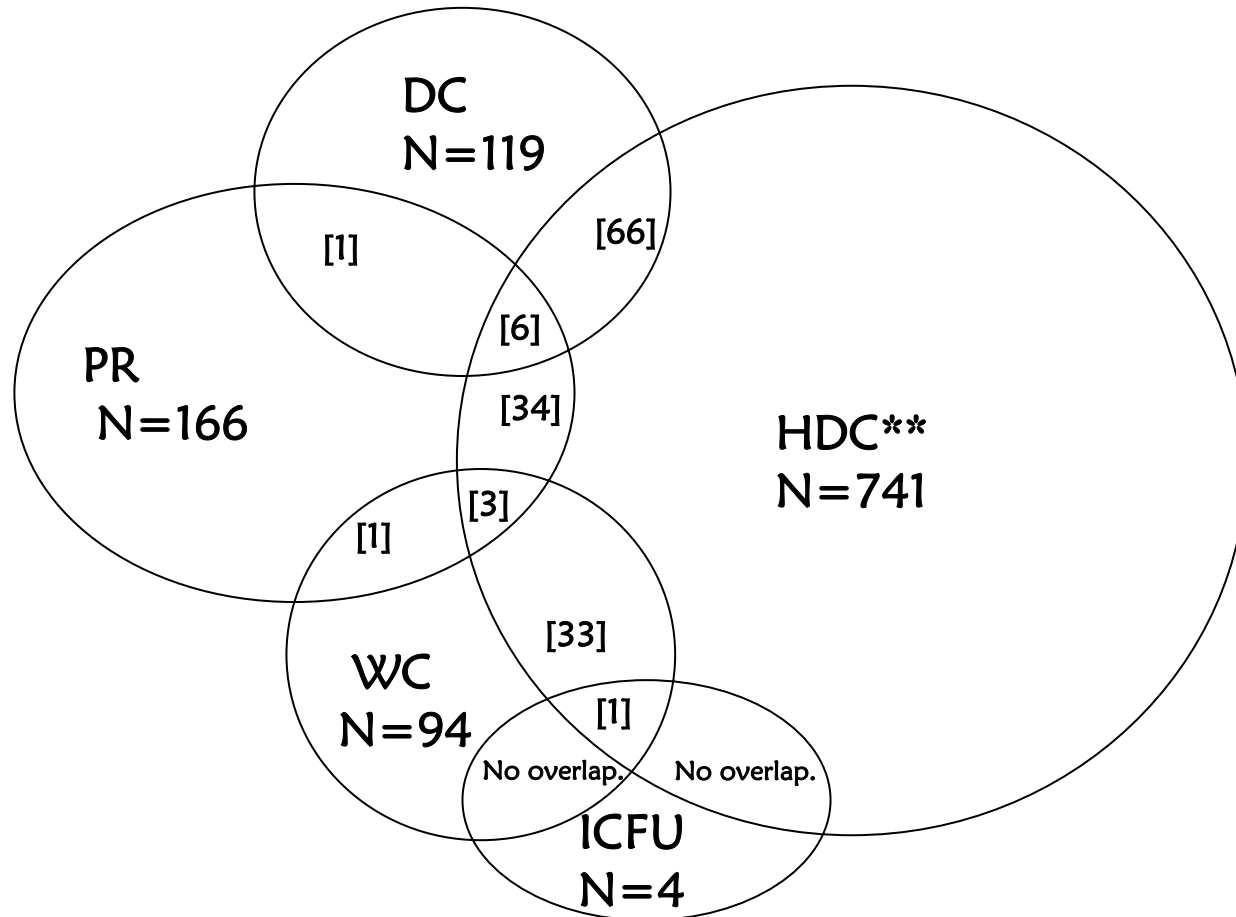 DC
N=119
[66]
[1]
[6]
PR
N=166
[34]
HDC**
N=741
[3]
[1]
[33]
WC
N=94
[1]
No overlap.
No overlap.
ICFU
N=4